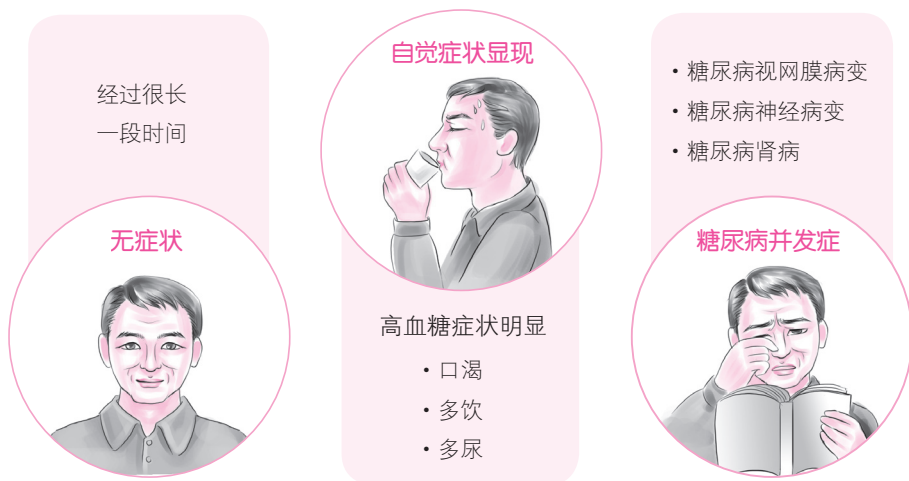 经过很长
一段时间
无症状
自觉症状显现
高血糖症状明显
• 口渴
• 多饮
• 多尿
• 糖尿病视网膜病变
• 糖尿病神经病变
• 糖尿病肾病
糖尿病并发症